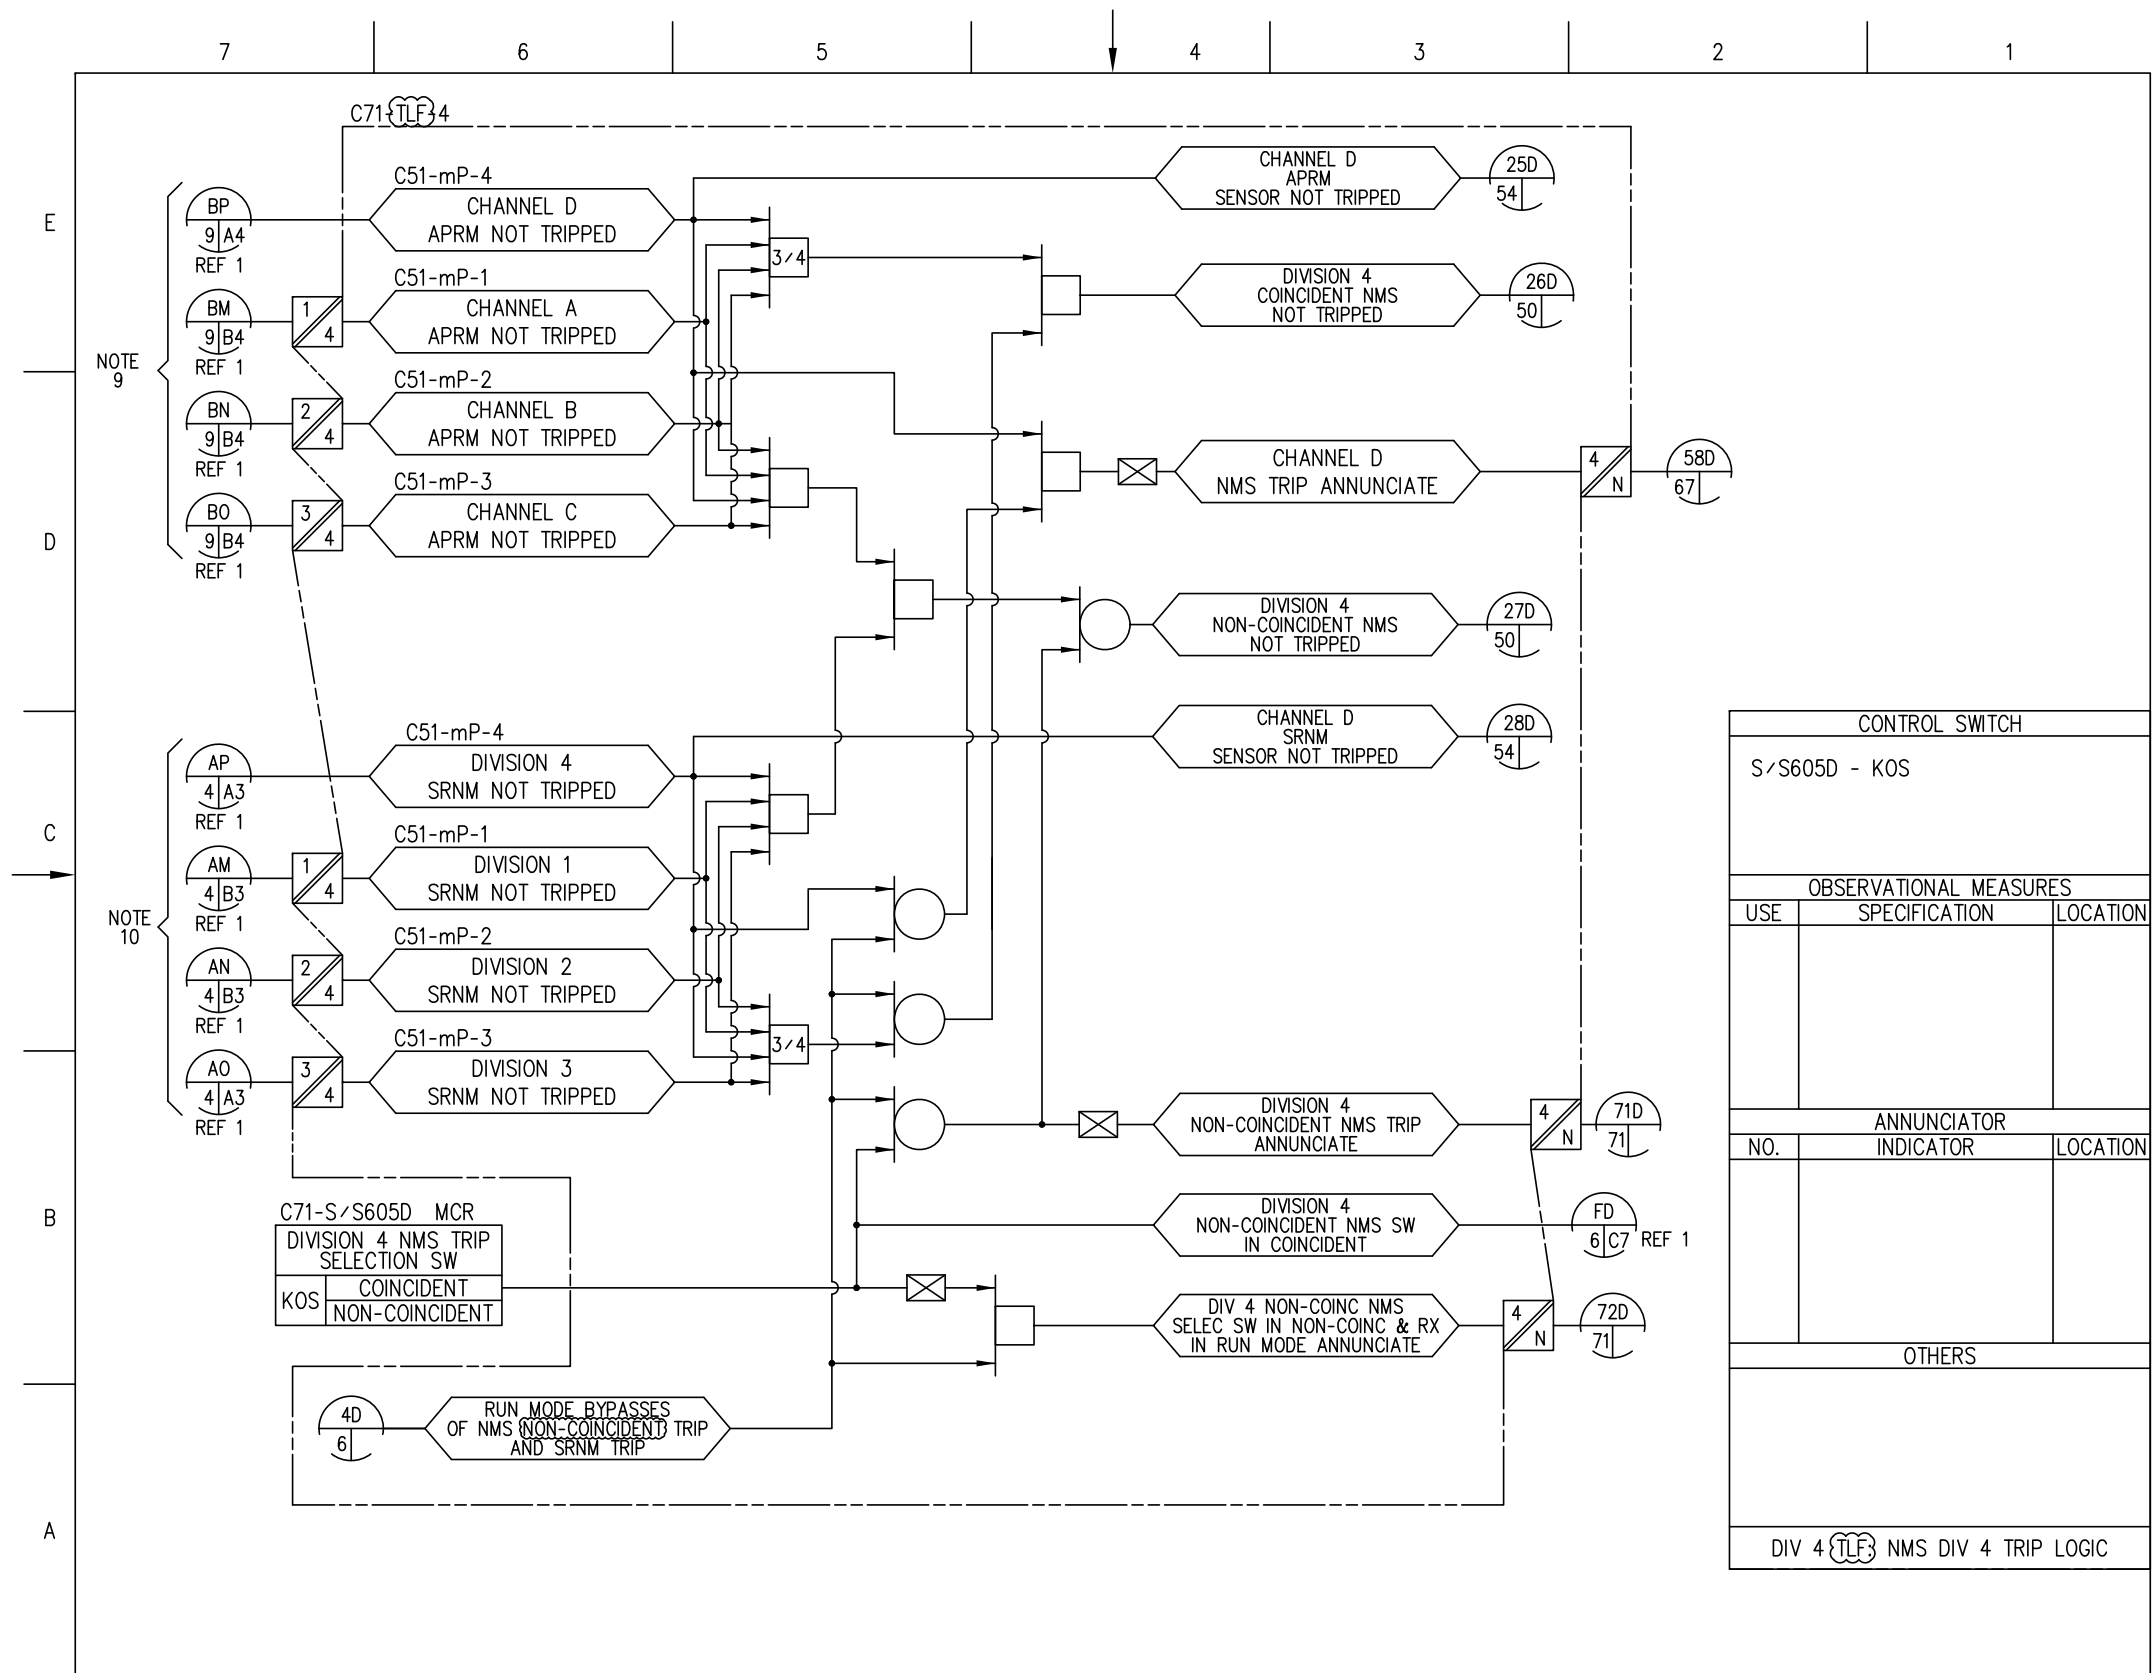 7 6 5 4 3 2 1
C71-TLF-4
E
D
C
B
A
NOTE
9
BP
9 A4
REF 1
BM
9 B4
REF 1
BN
9 B4
REF 1
BO
9 B4
REF 1
1
4
2
4
3
4
C51-mP-4
CHANNEL D
APRM NOT TRIPPED
C51-mP-1
CHANNEL A
APRM NOT TRIPPED
C51-mP-2
CHANNEL B
APRM NOT TRIPPED
C51-mP-3
CHANNEL C
APRM NOT TRIPPED
3/4
CHANNEL D
APRM
SENSOR NOT TRIPPED
25D
54
DIVISION 4
COINCIDENT NMS
NOT TRIPPED
26D
50
CHANNEL D
NMS TRIP ANNUNCIATE
4
N
58D
67
DIVISION 4
NON-COINCIDENT NMS
NOT TRIPPED
27D
50
CHANNEL D
SRNM
SENSOR NOT TRIPPED
28D
54
NOTE
10
AP
4 A3
REF 1
AM
4 B3
REF 1
AN
4 B3
REF 1
AO
4 A3
REF 1
1
4
2
4
3
4
C51-mP-4
DIVISION 4
SRNM NOT TRIPPED
C51-mP-1
DIVISION 1
SRNM NOT TRIPPED
C51-mP-2
DIVISION 2
SRNM NOT TRIPPED
C51-mP-3
DIVISION 3
SRNM NOT TRIPPED
3/4
DIVISION 4
NON-COINCIDENT NMS TRIP
ANNUNCIATE
4
N
71D
71
DIVISION 4
NON-COINCIDENT NMS SW
IN COINCIDENT
FD
6 C7
REF 1
C71-S/S605D MCR
DIVISION 4 NMS TRIP
SELECTION SW
KOS
COINCIDENT
NON-COINCIDENT
DIV 4 NON-COINC NMS
SELEC SW IN NON-COINC & RX
IN RUN MODE ANNUNCIATE
4
N
72D
71
4D
6
RUN MODE BYPASSES
OF NMS NON-COINCIDENT TRIP
AND SRNM TRIP
CONTROL SWITCH
S/S605D - KOS
OBSERVATIONAL MEASURES
USE SPECIFICATION LOCATION
ANNUNCIATOR
NO. INDICATOR LOCATION
OTHERS
DIV 4 TLF: NMS DIV 4 TRIP LOGIC